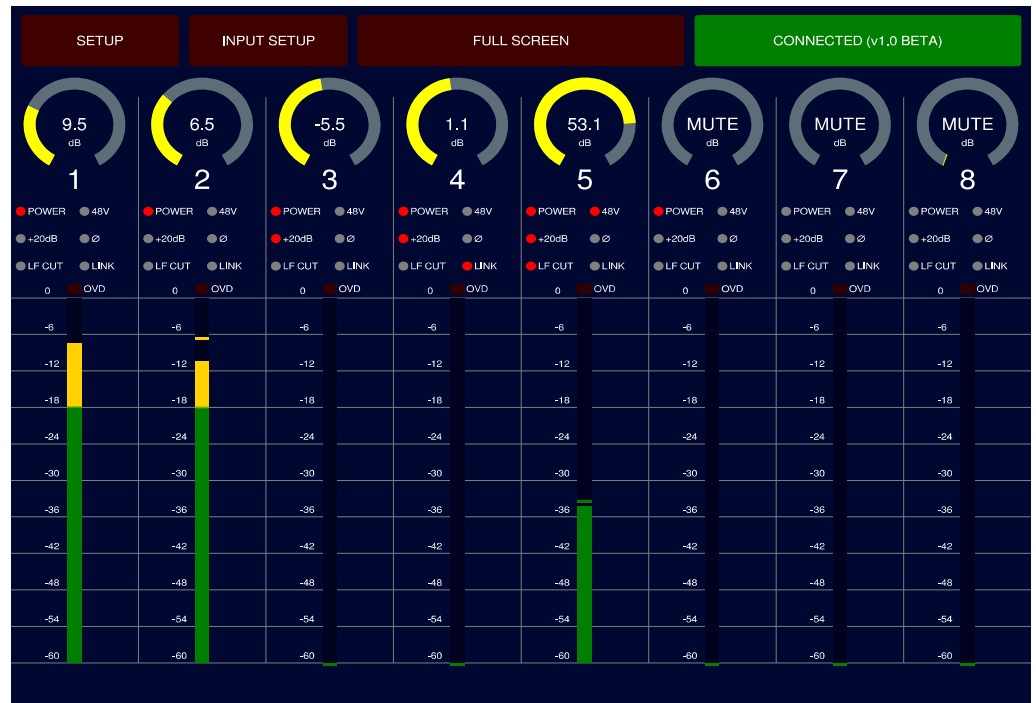 SETUP INPUT SETUP FULL SCREEN CONNECTED (v1.0 BETA)
9.5 6.5 -5.5 1.1 53.1 MUTE MUTE MUTE
dB dB dB dB dB dB dB dB
1 2 3 4 5 6 7 8
POWER 48V POWER 48V POWER 48V POWER 48V POWER 48V POWER 48V POWER 48V POWER 48V
+20dB Ø +20dB Ø +20dB Ø +20dB Ø +20dB Ø +20dB Ø +20dB Ø +20dB Ø
LF CUT LINK LF CUT LINK LF CUT LINK LF CUT LINK LF CUT LINK LF CUT LINK LF CUT LINK LF CUT LINK
0 OVD 0 OVD 0 OVD 0 OVD 0 OVD 0 OVD 0 OVD 0 OVD
-6 -6 -6 -6 -6 -6 -6 -6
-12 -12 -12 -12 -12 -12 -12 -12
-18 -18 -18 -18 -18 -18 -18 -18
-24 -24 -24 -24 -24 -24 -24 -24
-30 -30 -30 -30 -30 -30 -30 -30
-36 -36 -36 -36 -36 -36 -36 -36
-42 -42 -42 -42 -42 -42 -42 -42
-48 -48 -48 -48 -48 -48 -48 -48
-54 -54 -54 -54 -54 -54 -54 -54
-60 -60 -60 -60 -60 -60 -60 -60